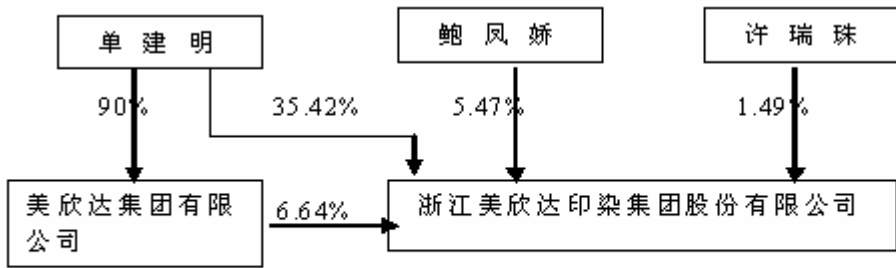 单建明
鲍凤娇
许瑞珠
90%
35.42%
5.47%
1.49%
美欣达集团有限
公司
6.64%
浙江美欣达印染集团股份有限公司